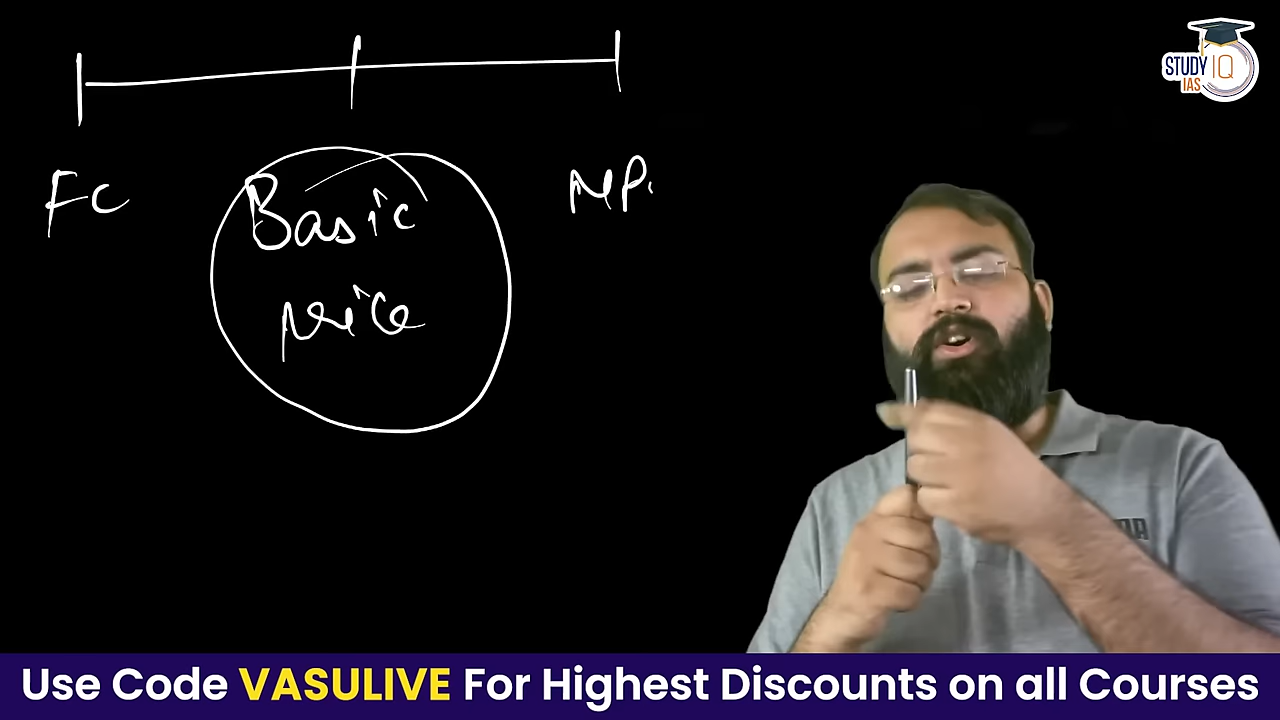 STUDY IQ
IAS
FC
Basic
price
MP.
Use Code VASULIVE For Highest Discounts on all Courses